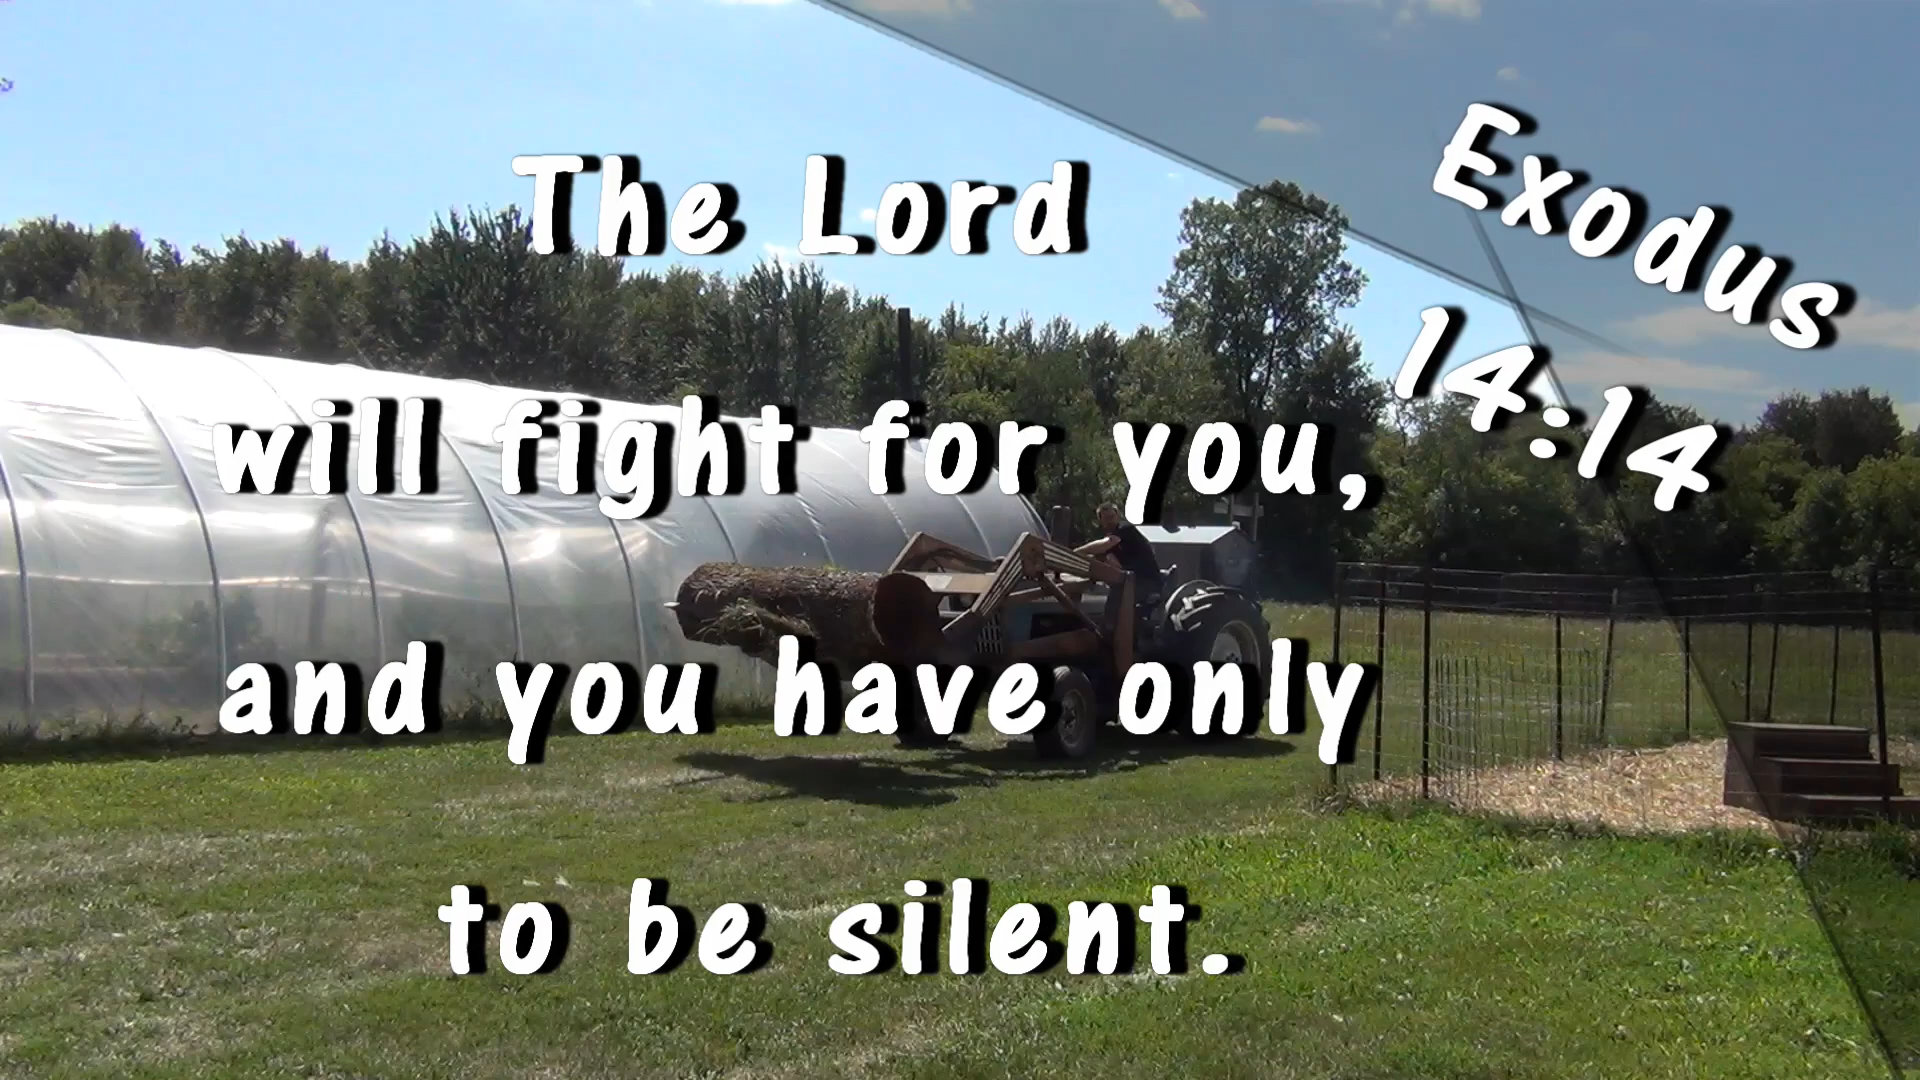 The Lord
will fight for you,
and you have only
to be silent.
Exodus
14:14